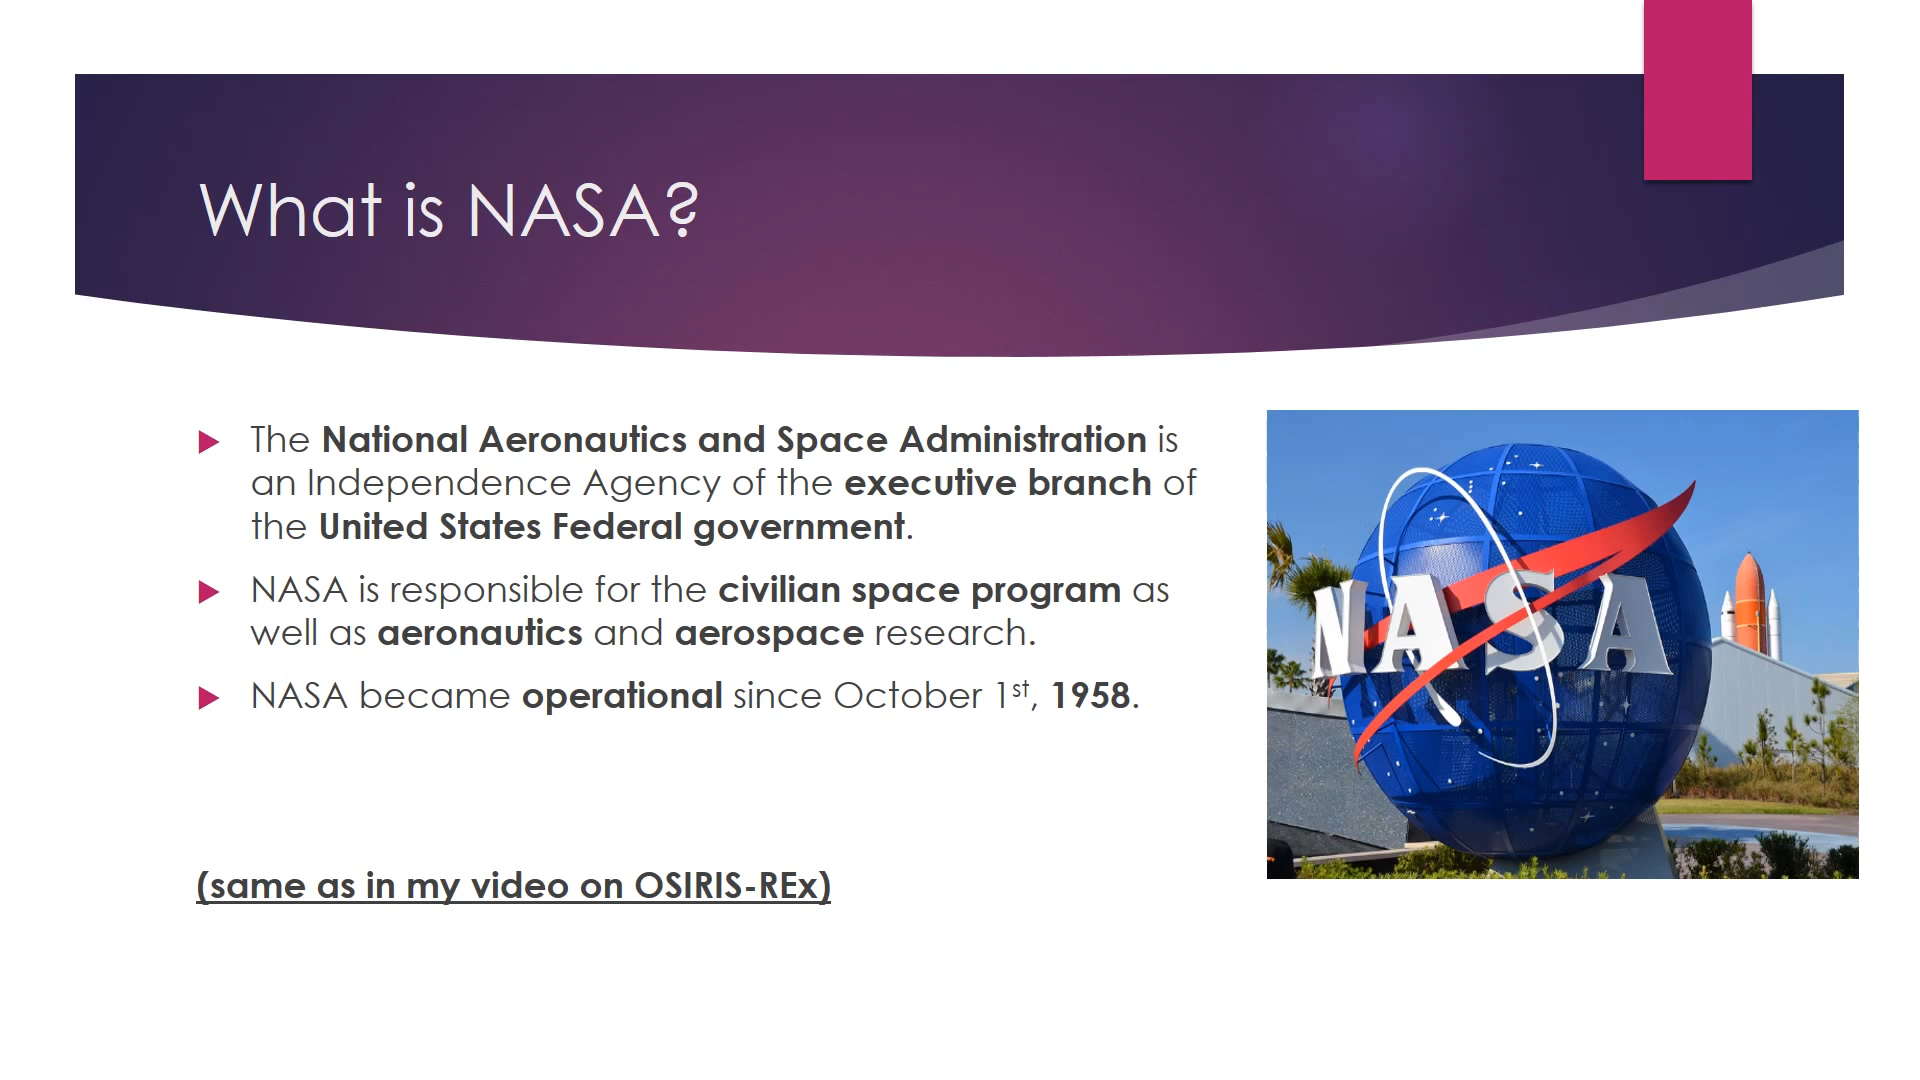 What is NASA?
The National Aeronautics and Space Administration is
an Independence Agency of the executive branch of
the United States Federal government.
NASA is responsible for the civilian space program as
well as aeronautics and aerospace research.
NASA became operational since October 1st, 1958.
(same as in my video on OSIRIS-REx)
NASA